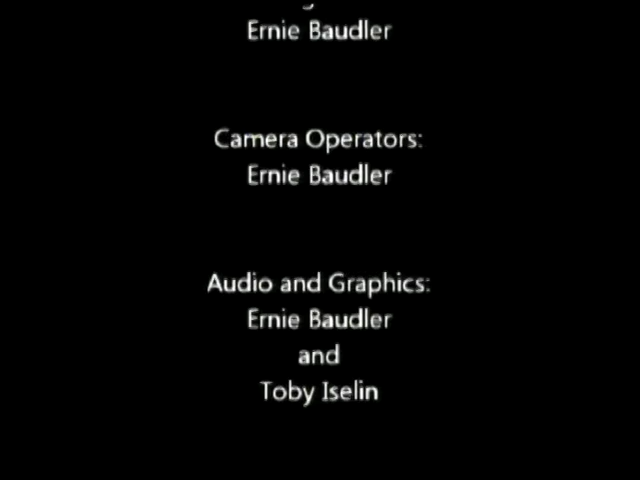 Ernie Baudler
Camera Operators:
Ernie Baudler
Audio and Graphics:
Ernie Baudler
and
Toby Iselin